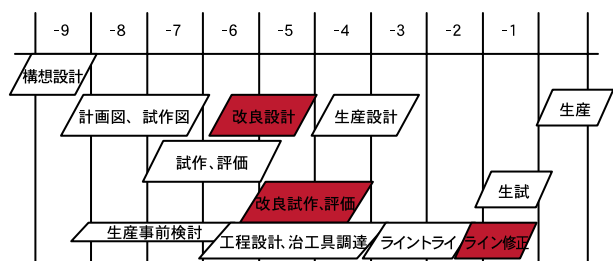 -9 -8 -7 -6 -5 -4 -3 -2 -1
構想設計
計画図、試作図 改良設計 生産設計 生産
試作、評価
改良試作、評価 生試
生産事前検討 工程設計、治工具調達 ライントライ ライン修正